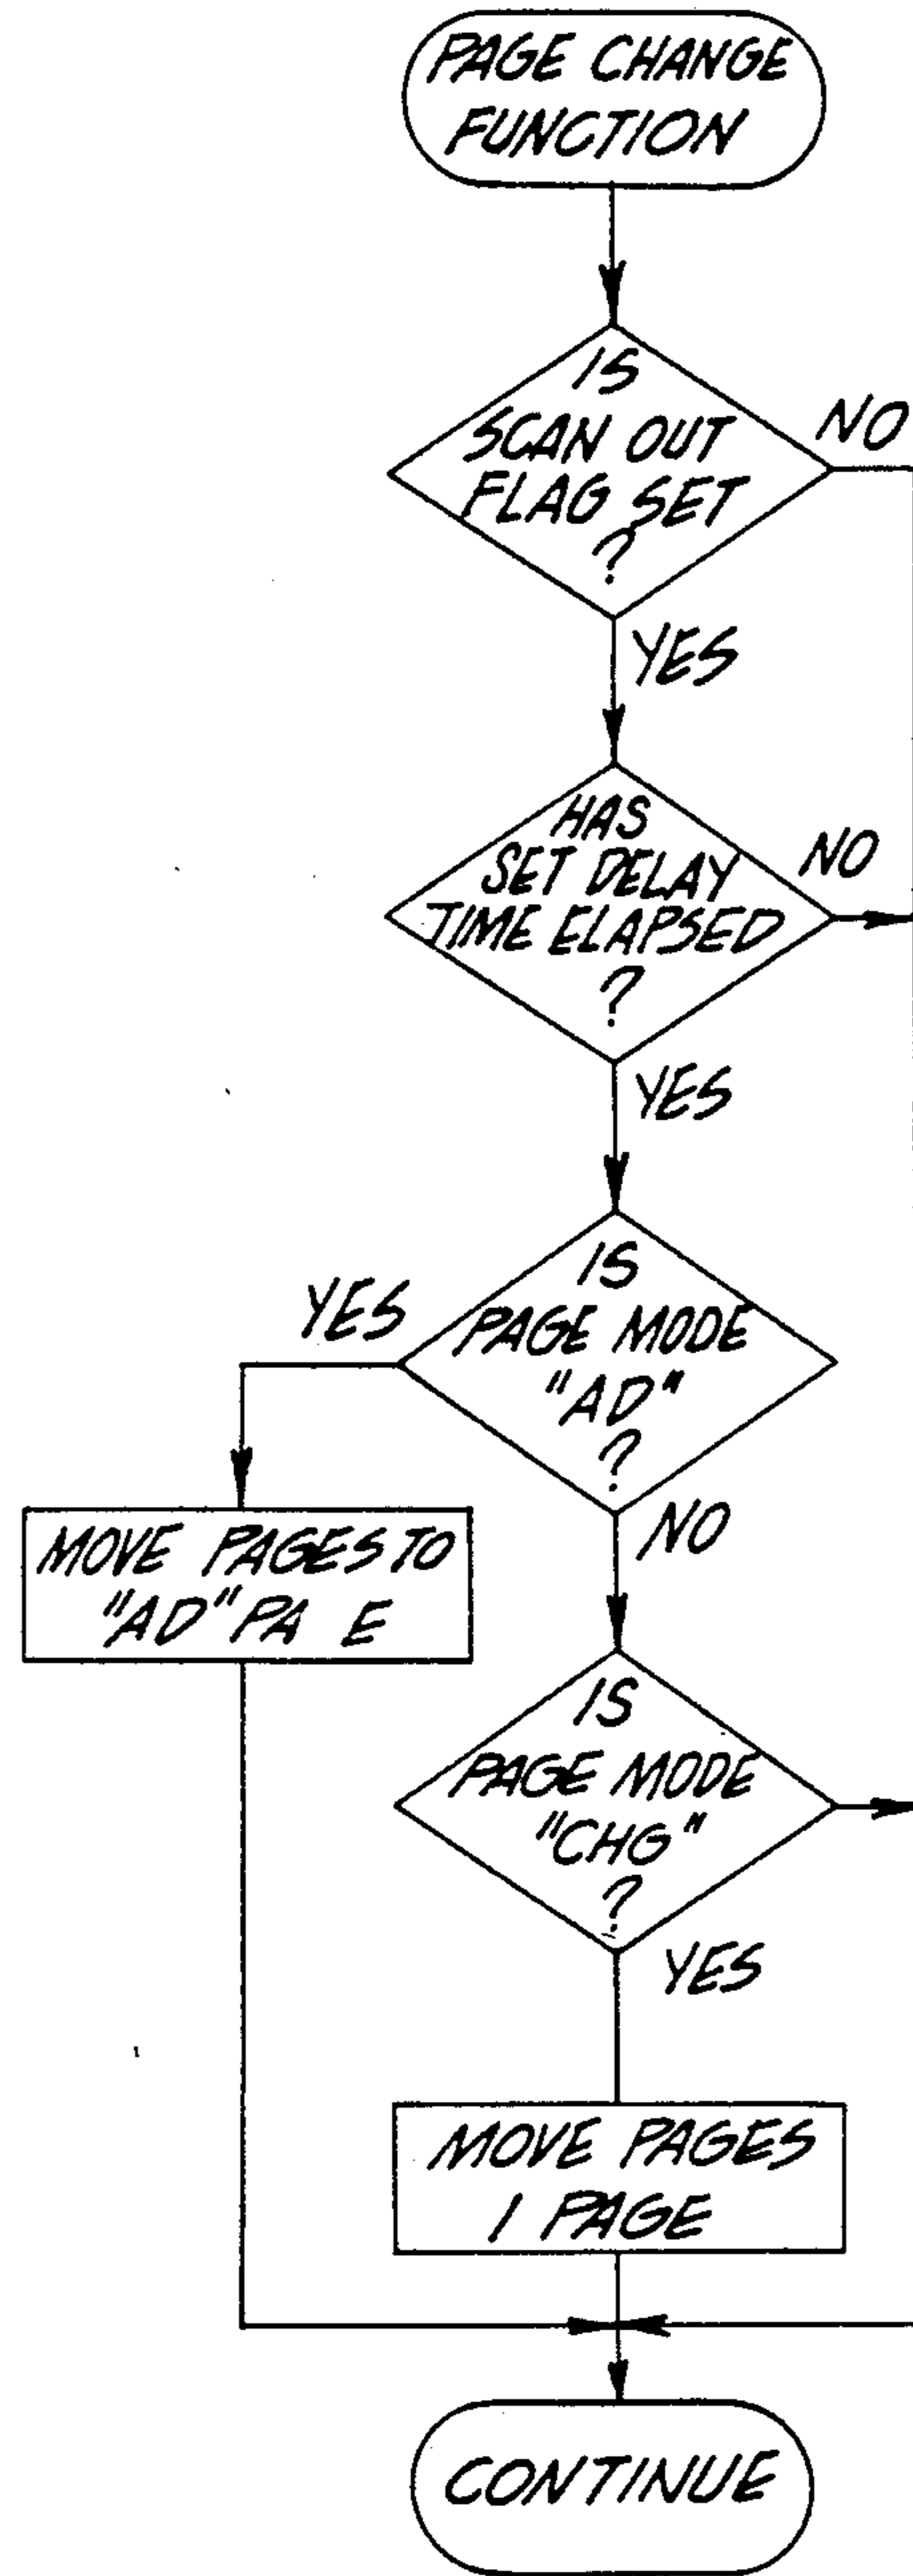 PAGE CHANGE
FUNCTION
IS
SCAN OUT
FLAG SET
?
NO
YES
HAS
SET DELAY
TIME ELAPSED
?
NO
YES
IS
PAGE MODE
"AD"
?
YES
NO
MOVE PAGES TO
"AD" PA E
IS
PAGE MODE
"CHG"
?
YES
MOVE PAGES
1 PAGE
CONTINUE